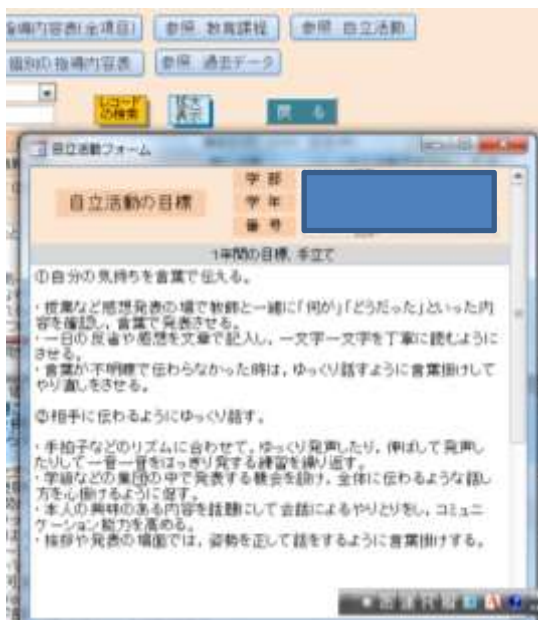 指導内容表(全項目) 参照 教育課程 参照 自立活動
個別の指導内容表 参照 過去データ
レコードの検索 拡大表示 戻る
自立活動フォーム
自立活動の目標
学部
学年
番号
1年間の目標, 手立て
①自分の気持ちを言葉で伝える。
・授業など感想発表の場で教師と一緒に「何が」「どうだった」といった内
容を確認し, 言葉で発表させる。
・一日の反省や感想を文章で記入し, 一文字一文字を丁寧に読むように
させる。
・言葉が不明瞭で伝わらなかった時は, ゆっくり話すように言葉掛けして
やり直しをさせる。
②相手に伝わるようにゆっくり話す。
・手拍子などのリズムに合わせて, ゆっくり発声したり, 伸ばして発声し
たりして一音一音をはっきり発する練習を繰り返す。
・学級などの集団の中で発表する機会を設け, 全体に伝わるような話し
方を心掛けるように促す。
・本人の興味のある内容を話題にして会話によるやりとりをし, コミュニ
ケーション能力を高める。
・挨拶や発表の場面では, 姿勢を正して話をするように言葉掛けする。